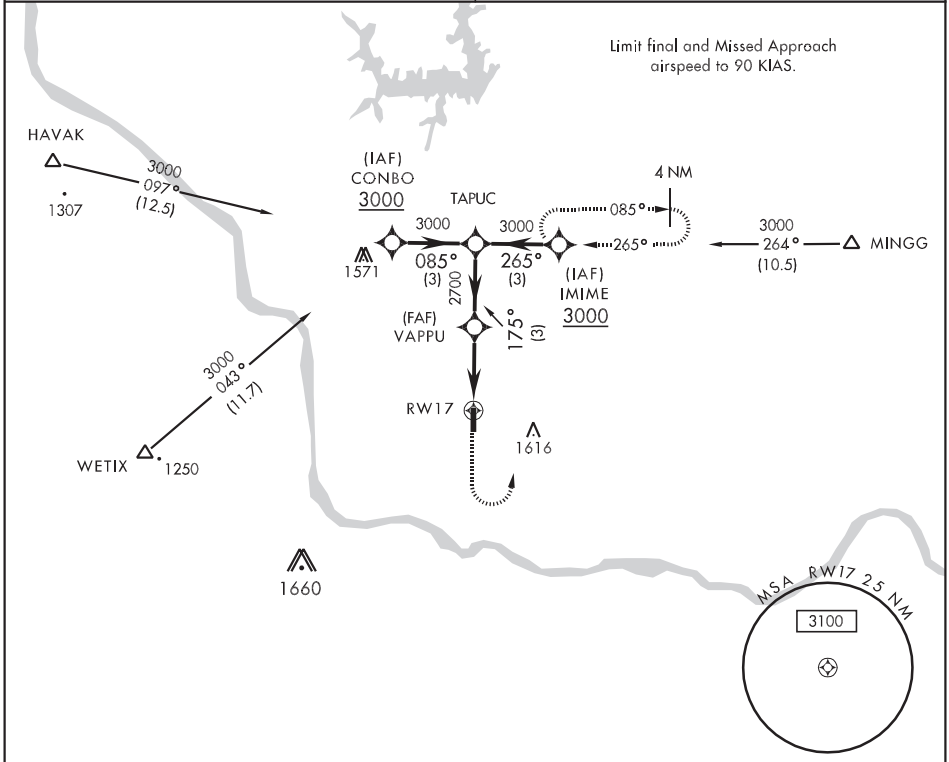 Limit final and Missed Approach
airspeed to 90 KIAS.
HAVAK
3000
097°
(12.5)
1307
(IAF)
CONBO
3000
TAPUC
4 NM
3000
3000
085°
265°
3000
264°
(10.5)
MINGG
1571
085°
(3)
265°
(3)
2700
(IAF)
IMIME
3000
(FAF)
VAPPU
175°
(3)
3000
043°
(11.7)
RW17
1616
WETIX
1250
1660
MSA RW17 25 NM
3100